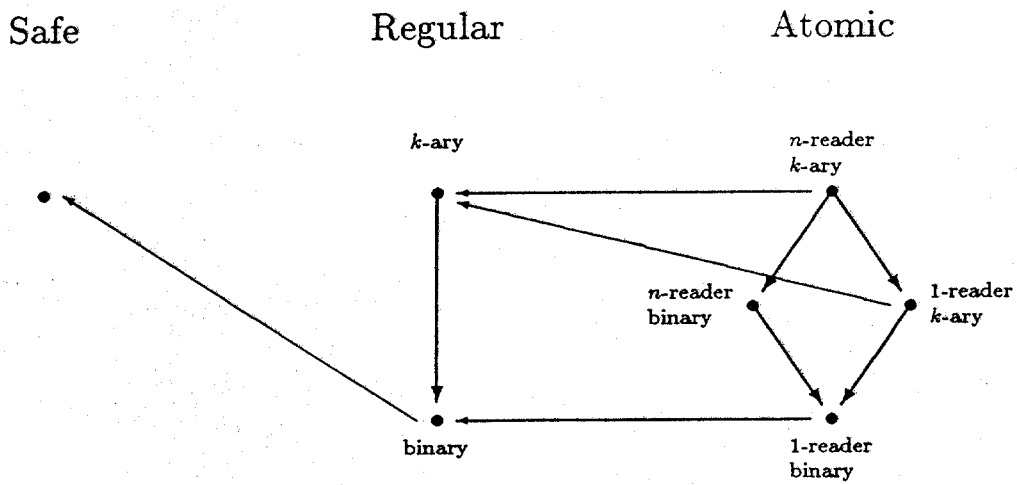 Safe
Regular
Atomic
k-ary
n-reader
k-ary
n-reader
binary
1-reader
k-ary
binary
1-reader
binary